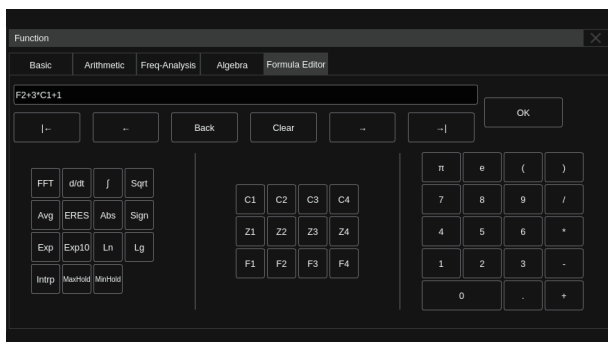 Function
Basic Arithmetic Freq-Analysis Algebra Formula Editor
F2+3*C1+1
OK
|← ← Back Clear → →|
FFT d/dt ∫ Sqrt
Avg ERES Abs Sign
Exp Exp10 Ln Lg
Intrp MaxHold MinHold
C1 C2 C3 C4
Z1 Z2 Z3 Z4
F1 F2 F3 F4
π e ( )
7 8 9 /
4 5 6 *
1 2 3 -
0 . +